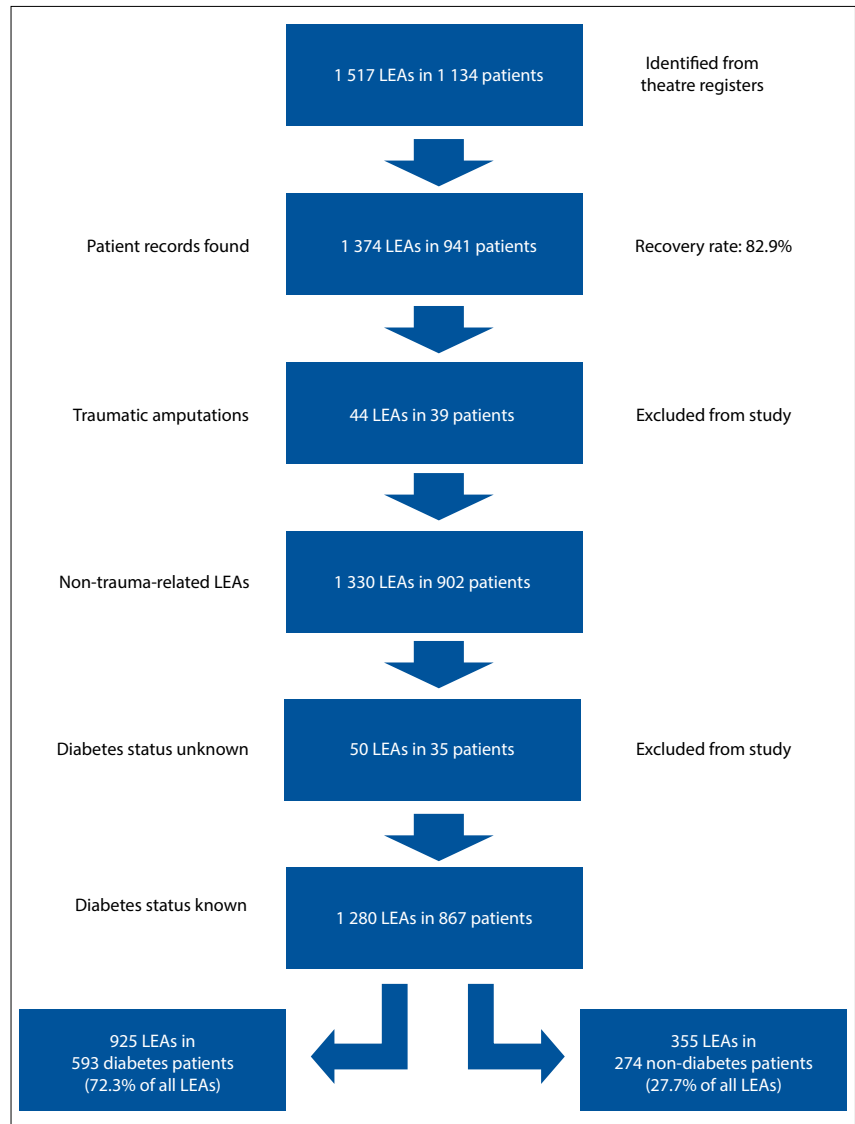 1 517 LEAs in 1 134 patients
Identified from
theatre registers
Patient records found
1 374 LEAs in 941 patients
Recovery rate: 82.9%
Traumatic amputations
44 LEAs in 39 patients
Excluded from study
Non-trauma-related LEAs
1 330 LEAs in 902 patients
Diabetes status unknown
50 LEAs in 35 patients
Excluded from study
Diabetes status known
1 280 LEAs in 867 patients
925 LEAs in
593 diabetes patients
(72.3% of all LEAs)
355 LEAs in
274 non-diabetes patients
(27.7% of all LEAs)